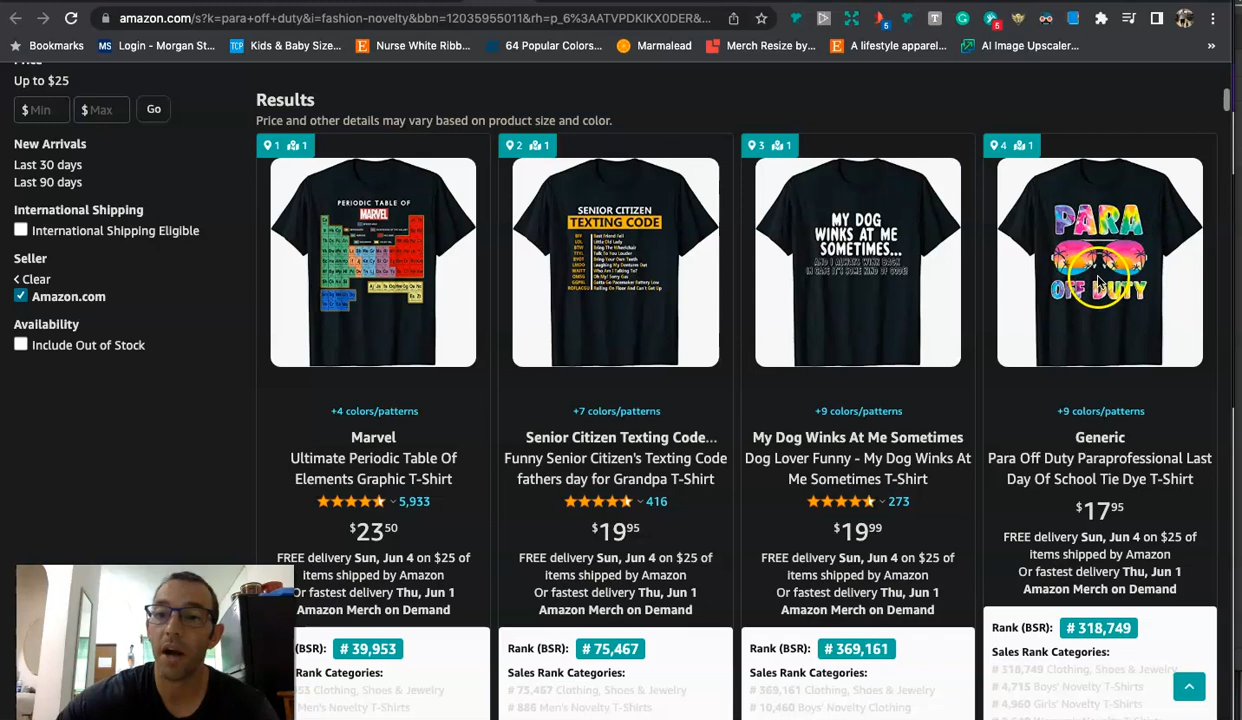 amazon.com/s?k=para+off+duty&i=fashion-novelty&bbn=12035955011&rh=p_6%3AATVPDKIKX0DER&...
Bookmarks
MS Login - Morgan St...
TCP Kids & Baby Size...
E Nurse White Ribb...
64 Popular Colors...
Marmalead
Merch Resize by...
E A lifestyle apparel...
AI Image Upscaler...
»
Up to $25
$ Min
$ Max
Go
New Arrivals
Last 30 days
Last 90 days
International Shipping
International Shipping Eligible
Seller
< Clear
Amazon.com
Availability
Include Out of Stock
Results
Price and other details may vary based on product size and color.
1 1
PERIODIC TABLE OF
MARVEL
+4 colors/patterns
Marvel
Ultimate Periodic Table Of
Elements Graphic T-Shirt
5,933
$23 50
FREE delivery Sun, Jun 4 on $25 of
items shipped by Amazon
Or fastest delivery Thu, Jun 1
Amazon Merch on Demand
(BSR): # 39,953
Rank Categories:
Clothing, Shoes & Jewelry
Men's Novelty T-Shirts
2 1
SENIOR CITIZEN
TEXTING CODE
+7 colors/patterns
Senior Citizen Texting Code...
Funny Senior Citizen's Texting Code
fathers day for Grandpa T-Shirt
416
$19 95
FREE delivery Sun, Jun 4 on $25 of
items shipped by Amazon
Or fastest delivery Thu, Jun 1
Amazon Merch on Demand
Rank (BSR): # 75,467
Sales Rank Categories:
# 75,467 Clothing, Shoes & Jewelry
# 886 Men's Novelty T-Shirts
3 1
MY DOG
WINKS AT ME
SOMETIMES...
AND I ALWAYS WINK BACK
IN CASE IT'S SOME KIND OF CODE!
+9 colors/patterns
My Dog Winks At Me Sometimes
Dog Lover Funny - My Dog Winks At
Me Sometimes T-Shirt
273
$19 99
FREE delivery Sun, Jun 4 on $25 of
items shipped by Amazon
Or fastest delivery Thu, Jun 1
Amazon Merch on Demand
Rank (BSR): # 369,161
Sales Rank Categories:
# 369,161 Clothing, Shoes & Jewelry
# 10,460 Boys' Novelty Clothing
4 1
PARA
OFF DUTY
+9 colors/patterns
Generic
Para Off Duty Paraprofessional Last
Day Of School Tie Dye T-Shirt
$17 95
FREE delivery Sun, Jun 4 on $25 of
items shipped by Amazon
Or fastest delivery Thu, Jun 1
Amazon Merch on Demand
Rank (BSR): # 318,749
Sales Rank Categories:
# 318,749 Clothing, Shoes & Jewelry
# 4,715 Boys' Novelty T-Shirts
# 4,960 Girls' Novelty T-Shirts